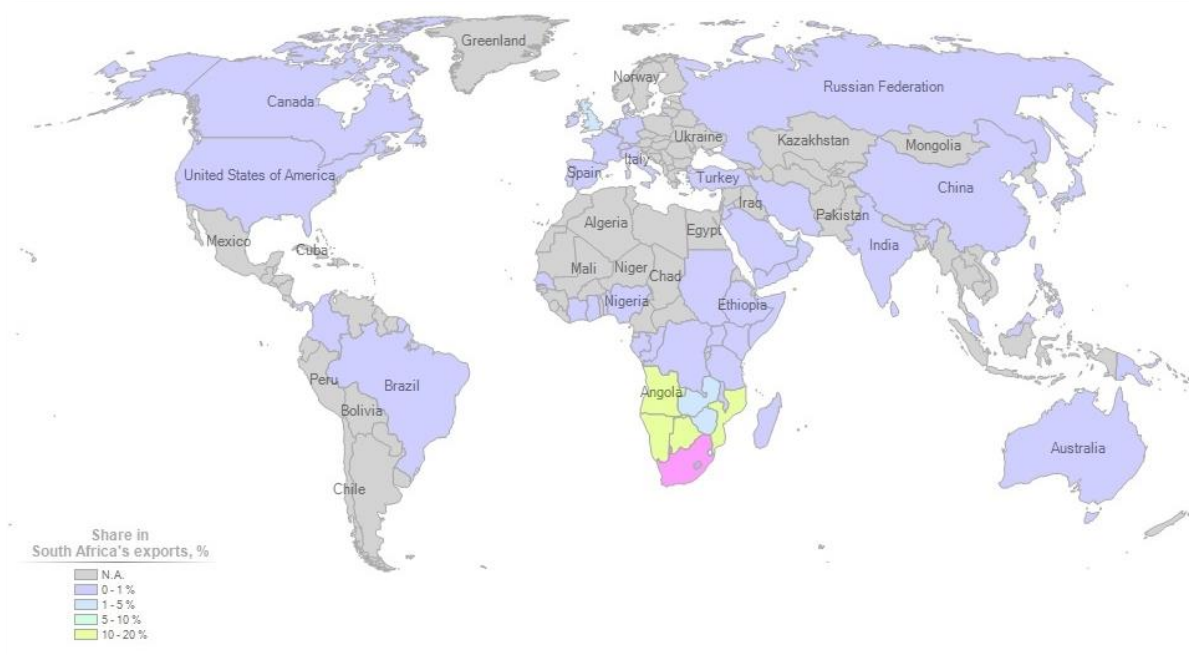 Greenland
Norway
Russian Federation
Canada
Ukraine
Kazakhstan
Mongolia
Italy
Spain
Turkey
United States of America
China
Iraq
Pakistan
Algeria
Egypt
Mexico
Cuba
India
Mali
Niger
Chad
Nigeria
Ethiopia
Peru
Brazil
Angola
Bolivia
Australia
Chile
Share in
South Africa's exports, %
N.A.
0 - 1 %
1 - 5 %
5 - 10 %
10 - 20 %